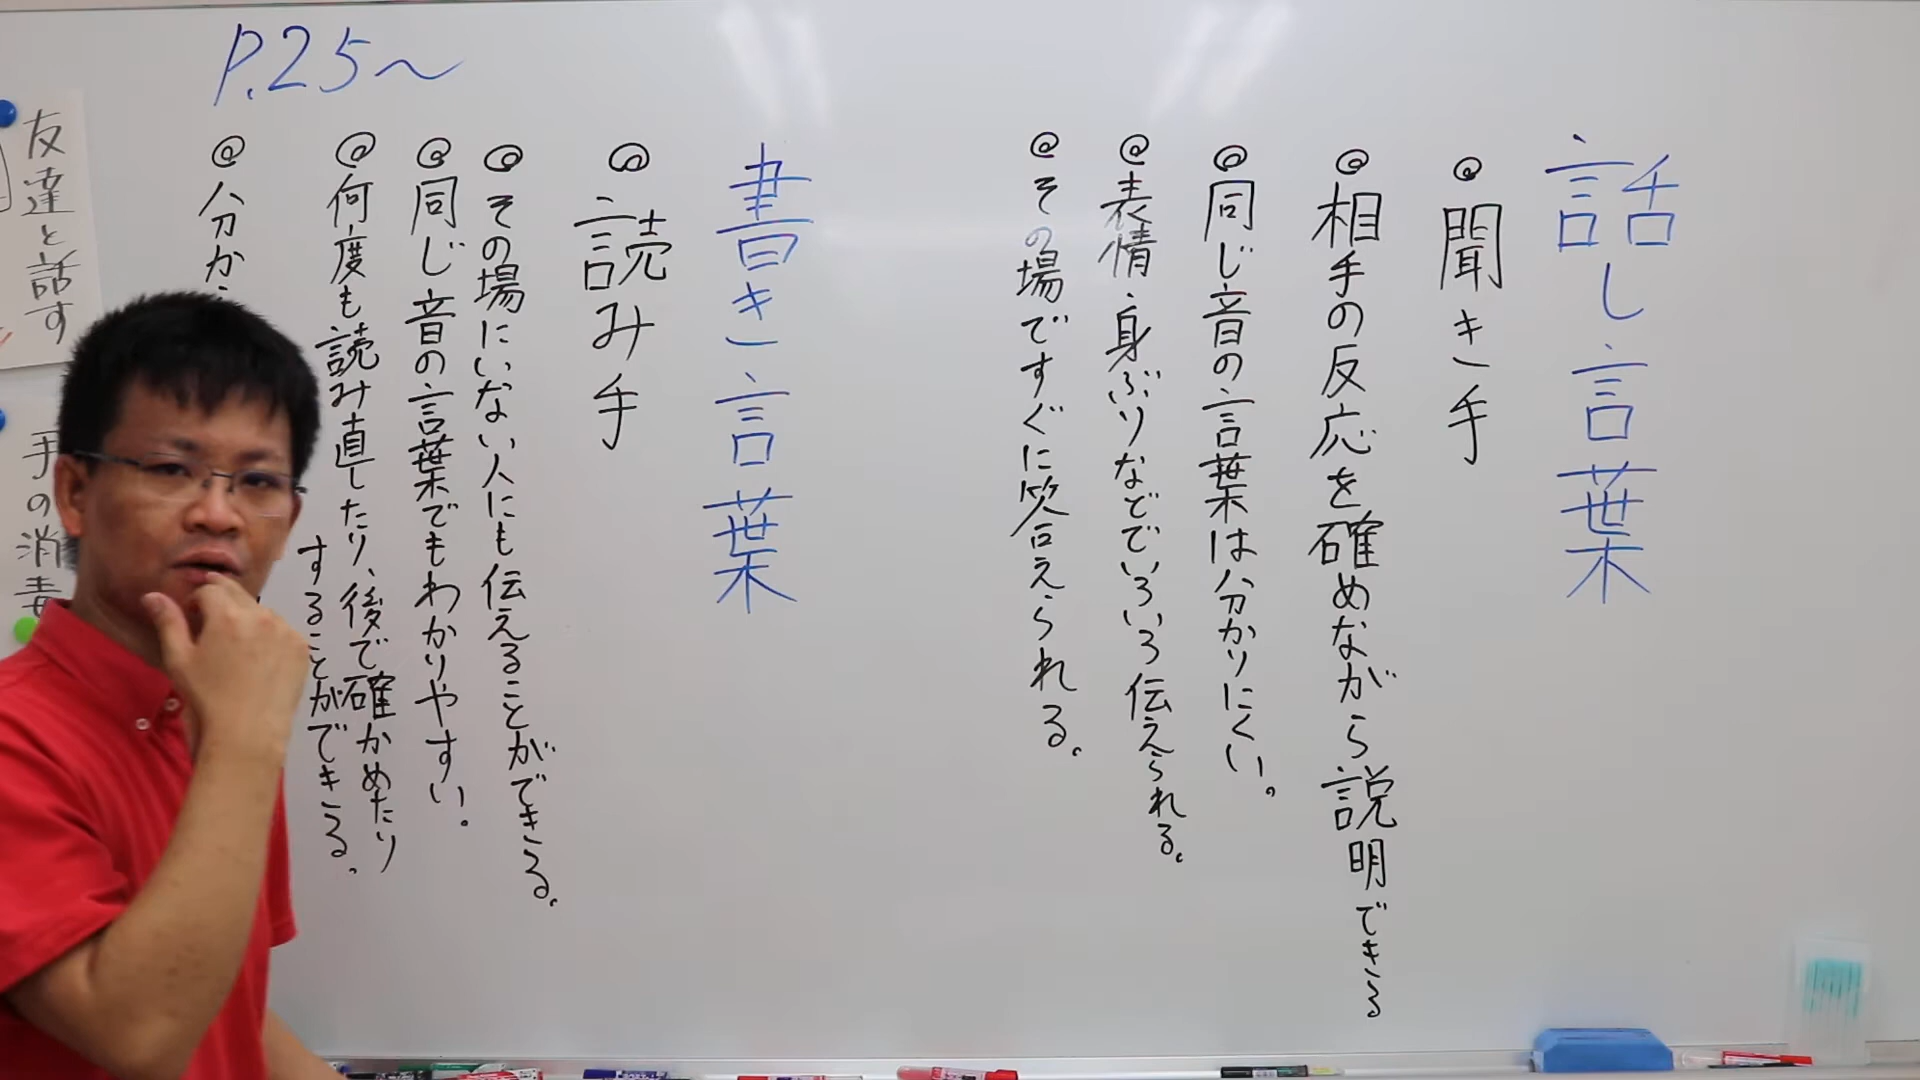 P.25〜
話し言葉
◎聞き手
◎相手の反応を確めながら説明できる
◎同じ音の言葉は分かりにくい。
◎表情・身ぶりなどでいろいろ伝えられる。
◎その場ですぐに答えられる。
書き言葉
◎読み手
◎その場にいない人にも伝えることができる。
◎同じ音の言葉でもわかりやすい。
◎何度も読み直したり、後で確かめたり
することができる。
◎分か
友達と話す
手の消毒